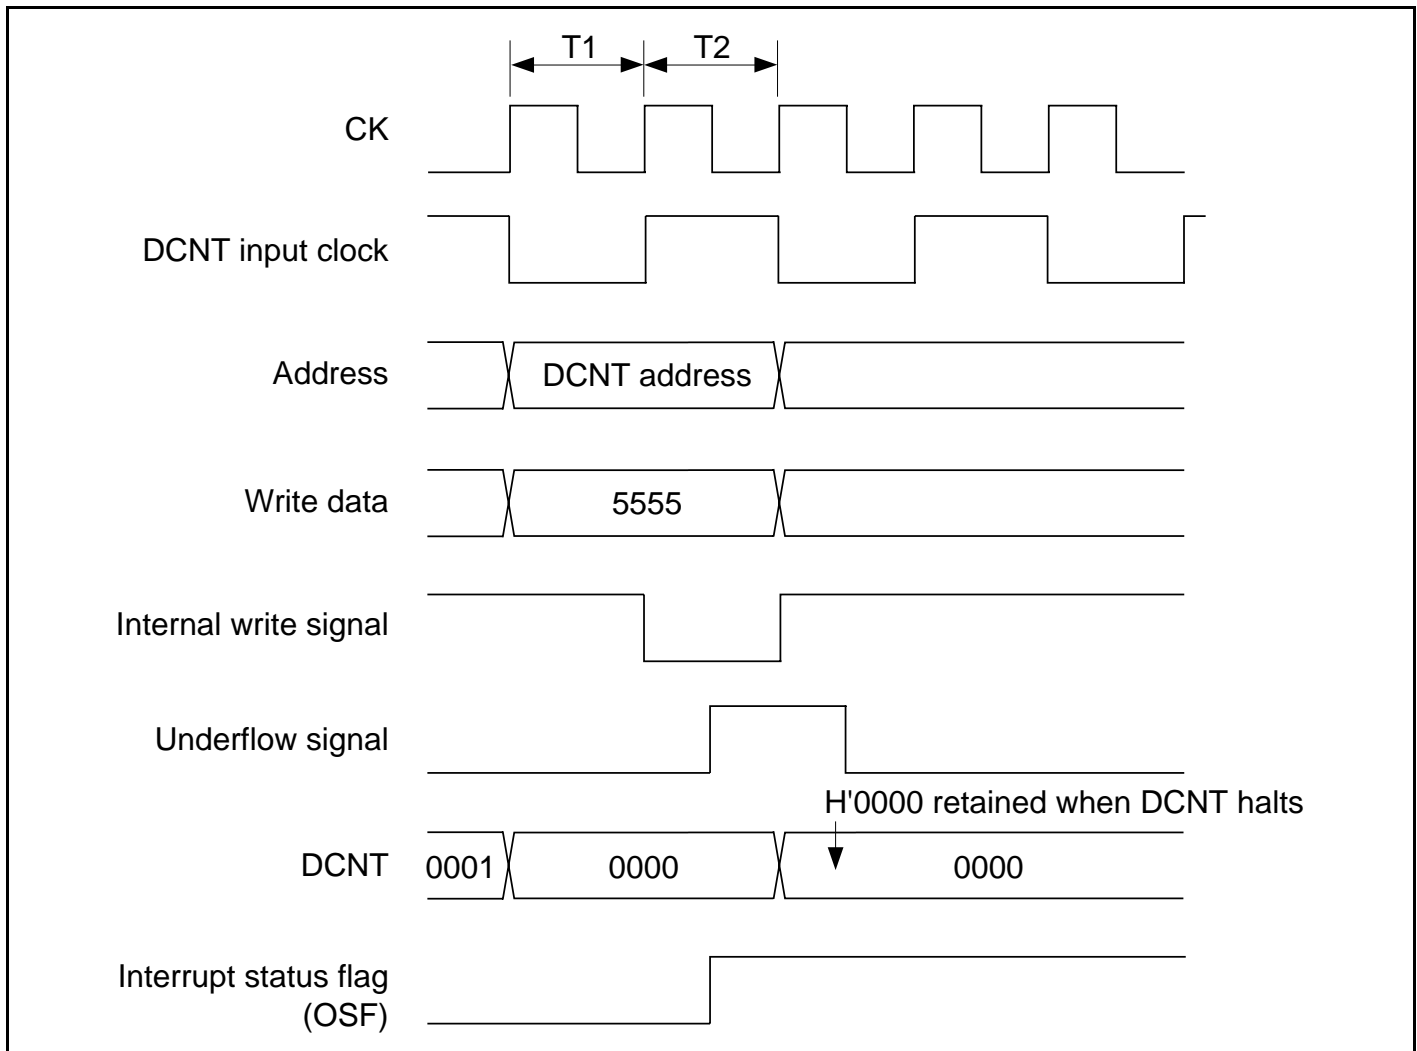 T1 T2
CK
DCNT input clock
Address DCNT address
Write data 5555
Internal write signal
Underflow signal
H'0000 retained when DCNT halts
DCNT 0001 0000 0000
Interrupt status flag
(OSF)